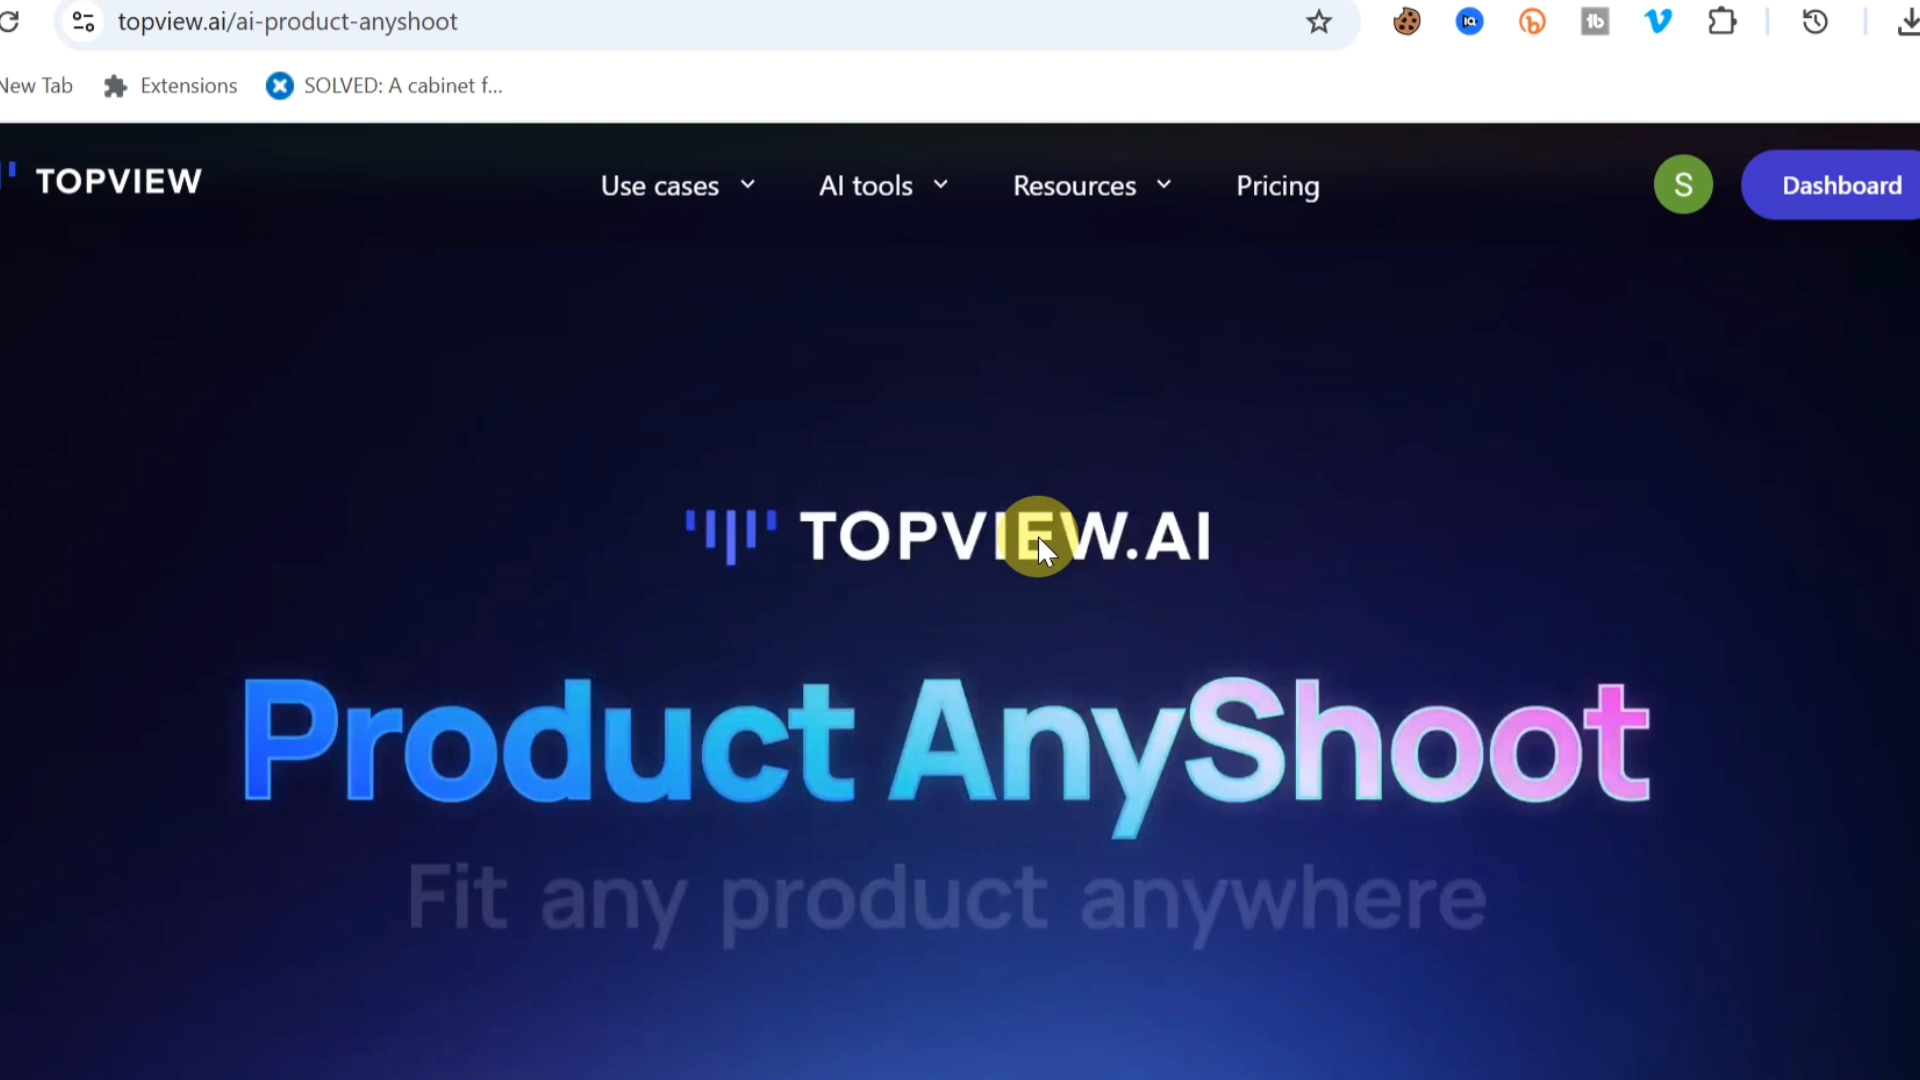 topview.ai/ai-product-anyshoot
New Tab Extensions SOLVED: A cabinet f...
TOPVIEW Use cases AI tools Resources Pricing S Dashboard
TOPVIEW.AI
Product AnyShoot
Fit any product anywhere